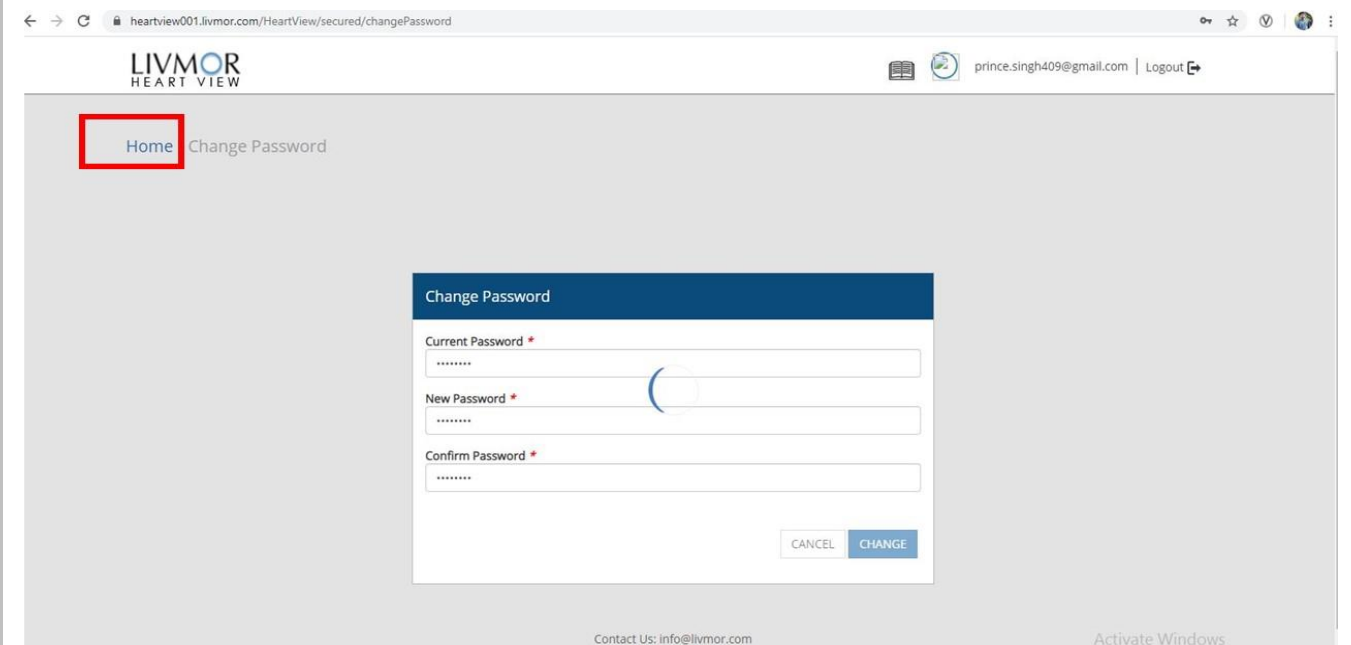 heartview001.livmor.com/HeartView/secured/changePassword
LIVMOR
HEART VIEW
prince.singh409@gmail.com | Logout
Home Change Password
Change Password
Current Password *
••••••••
New Password *
••••••••
Confirm Password *
••••••••
CANCEL CHANGE
Contact Us: info@livmor.com
Activate Windows